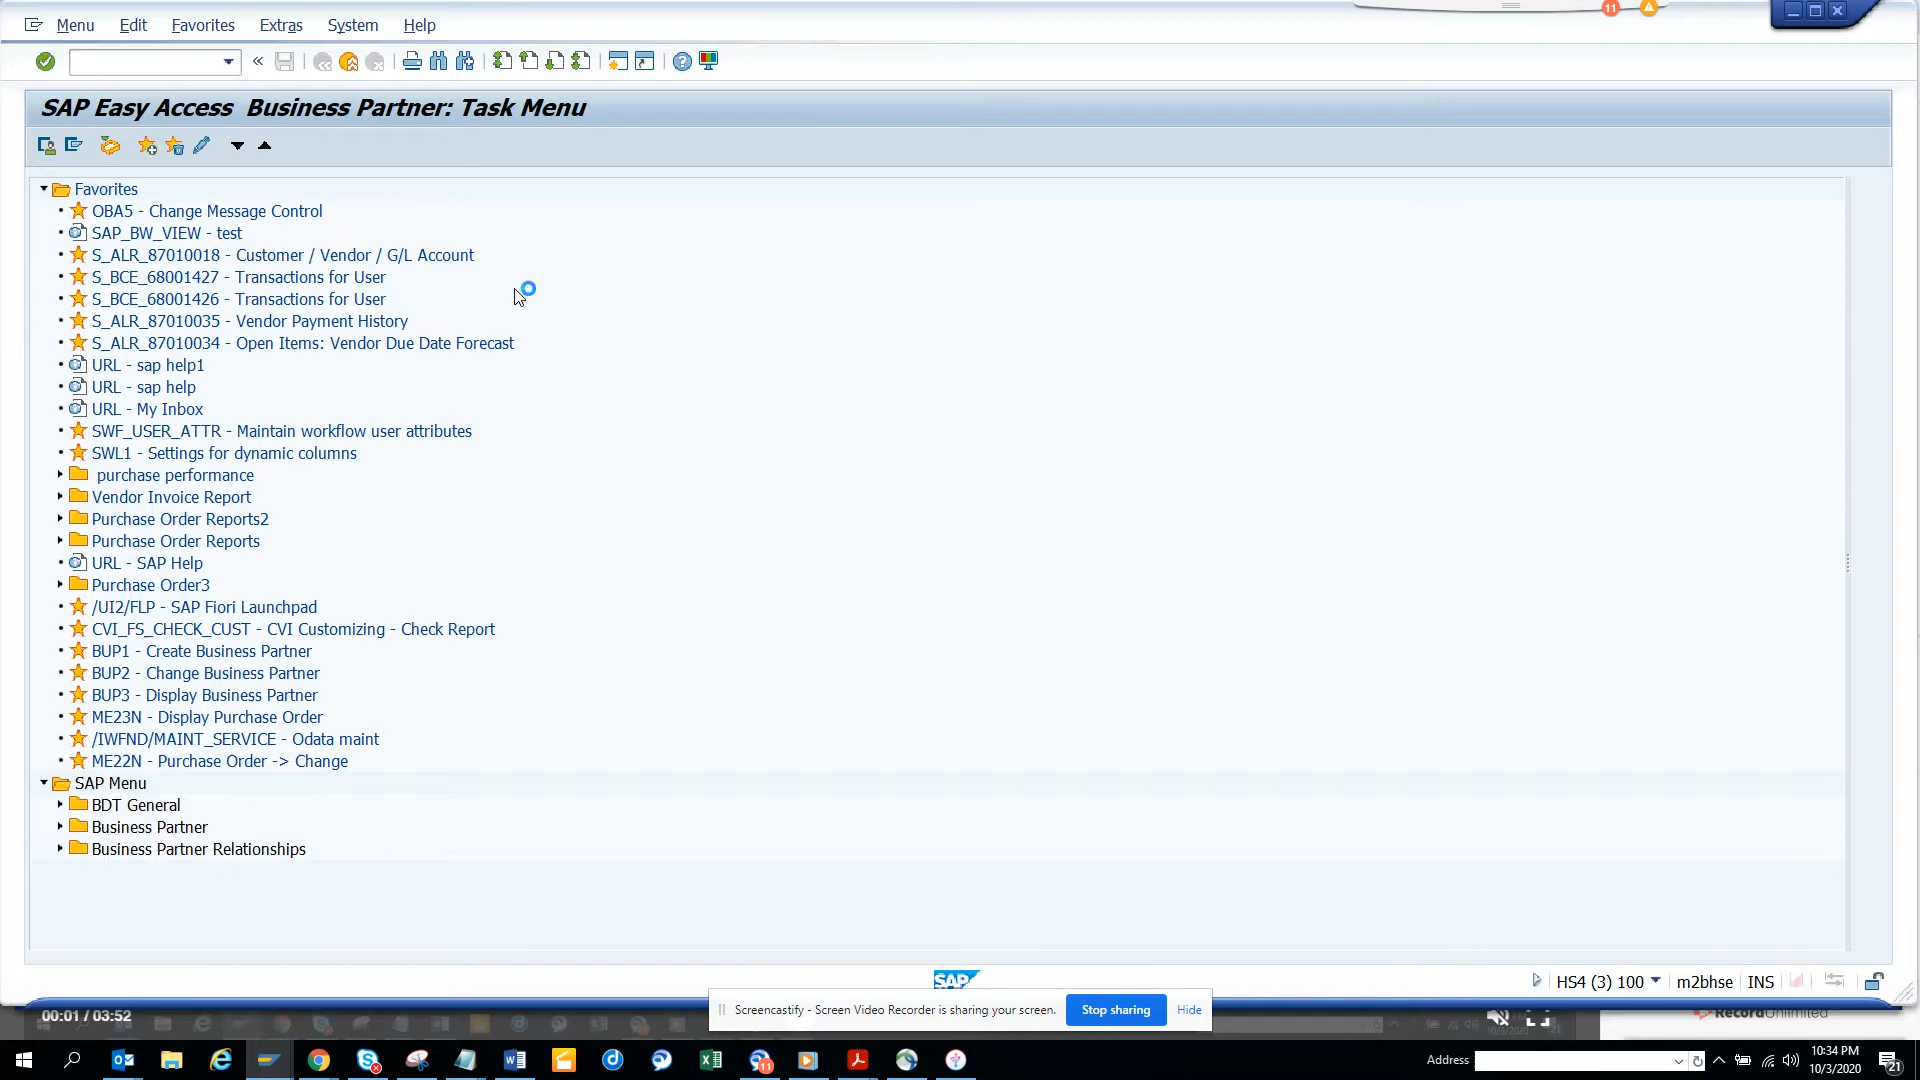 Menu Edit Favorites Extras System Help
11
SAP Easy Access Business Partner: Task Menu
Favorites
OBA5 - Change Message Control
SAP_BW_VIEW - test
S_ALR_87010018 - Customer / Vendor / G/L Account
S_BCE_68001427 - Transactions for User
S_BCE_68001426 - Transactions for User
S_ALR_87010035 - Vendor Payment History
S_ALR_87010034 - Open Items: Vendor Due Date Forecast
URL - sap help1
URL - sap help
URL - My Inbox
SWF_USER_ATTR - Maintain workflow user attributes
SWL1 - Settings for dynamic columns
purchase performance
Vendor Invoice Report
Purchase Order Reports2
Purchase Order Reports
URL - SAP Help
Purchase Order3
/UI2/FLP - SAP Fiori Launchpad
CVI_FS_CHECK_CUST - CVI Customizing - Check Report
BUP1 - Create Business Partner
BUP2 - Change Business Partner
BUP3 - Display Business Partner
ME23N - Display Purchase Order
/IWFND/MAINT_SERVICE - Odata maint
ME22N - Purchase Order -> Change
SAP Menu
BDT General
Business Partner
Business Partner Relationships
SAP
HS4 (3) 100 m2bhse INS
Screencastify - Screen Video Recorder is sharing your screen. Stop sharing Hide
00:01 / 03:52
RecordUnlimited
Address
10:34 PM
10/3/2020
11
21